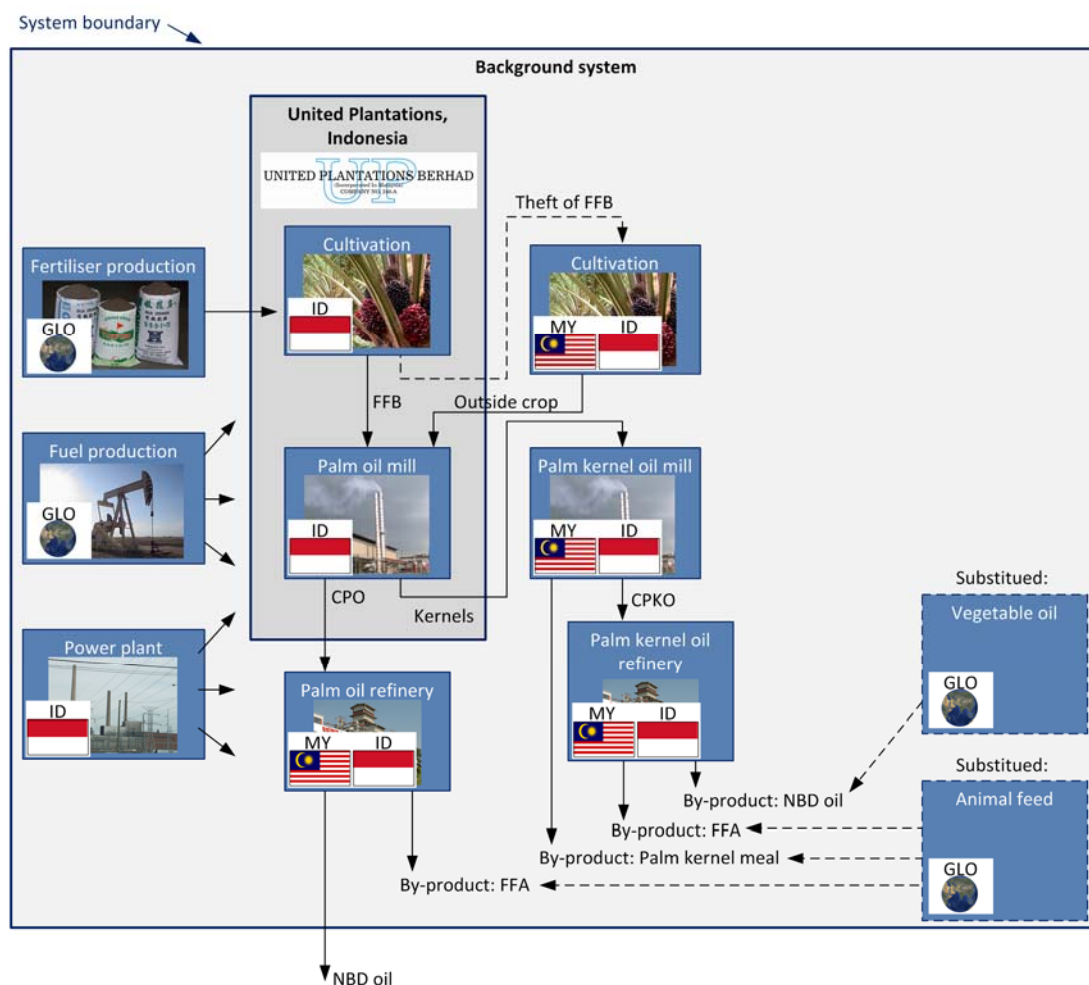 System boundary
Background system
United Plantations,
Indonesia
UP
UNITED PLANTATIONS BERHAD
(Incorporated in Malaysia)
Theft of FFB
Cultivation
ID
Cultivation
MY ID
Fertiliser production
GLO
FFB
Outside crop
Fuel production
GLO
Palm oil mill
ID
Palm kernel oil mill
MY ID
CPO
Kernels
CPKO
Substitued:
Vegetable oil
GLO
Power plant
ID
Palm oil refinery
MY ID
Palm kernel oil
refinery
MY ID
Substitued:
Animal feed
GLO
By-product: NBD oil
By-product: FFA
By-product: Palm kernel meal
By-product: FFA
NBD oil